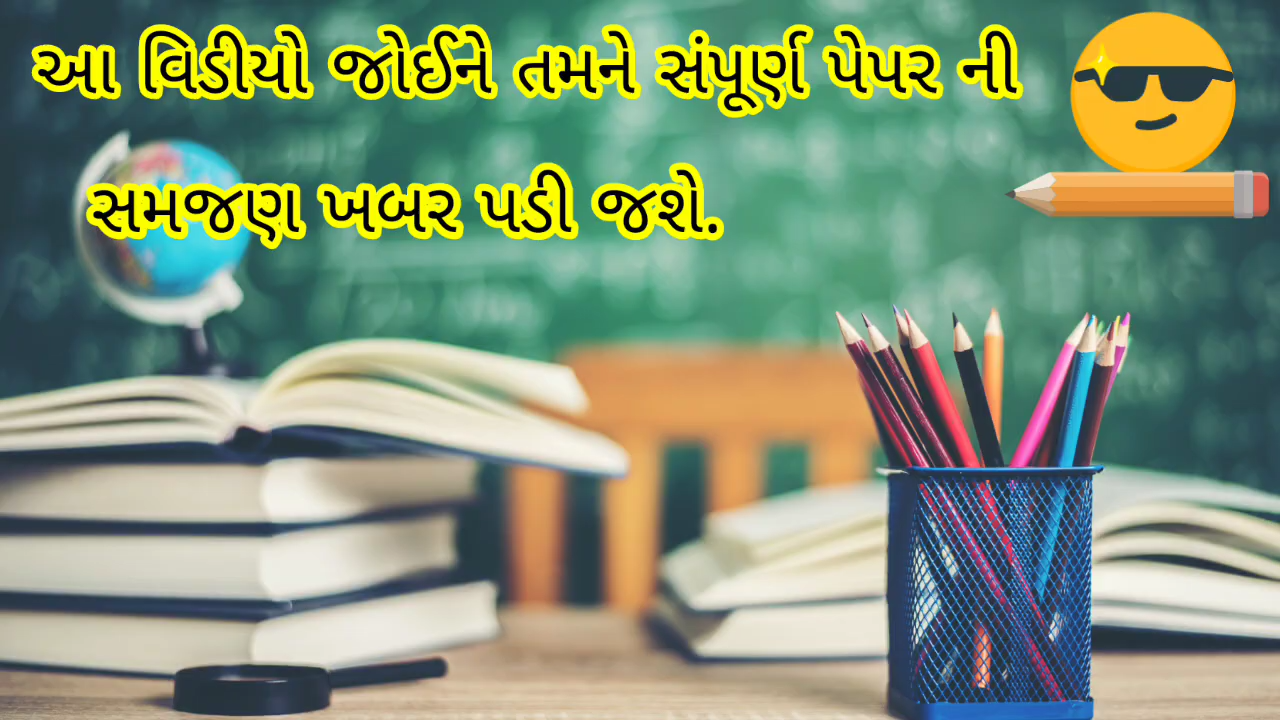 આ વિડીયો જોઈને તમને સંપૂર્ણ પેપર ની
સમજણ ખબર પડી જશે.